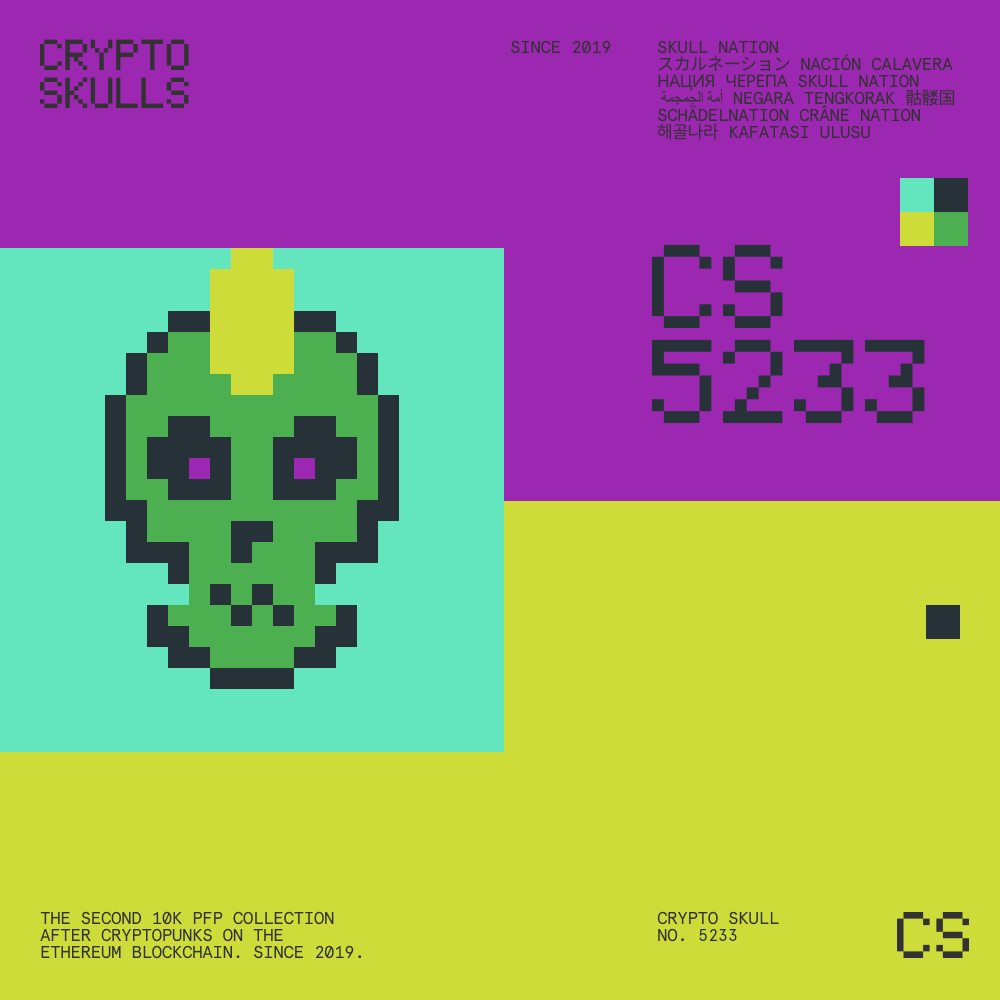 CRYPTO
SKULLS
SINCE 2019
SKULL NATION
スカルネーション NACIÓN CALAVERA
НАЦИЯ ЧЕРЕПА SKULL NATION
أمة الجمجمة NEGARA TENGKORAK 骷髅国
SCHÄDELNATION CRÂNE NATION
해골나라 KAFATASI ULUSU
CS
5233
THE SECOND 10K PFP COLLECTION
AFTER CRYPTOPUNKS ON THE
ETHEREUM BLOCKCHAIN. SINCE 2019.
CRYPTO SKULL
NO. 5233
CS